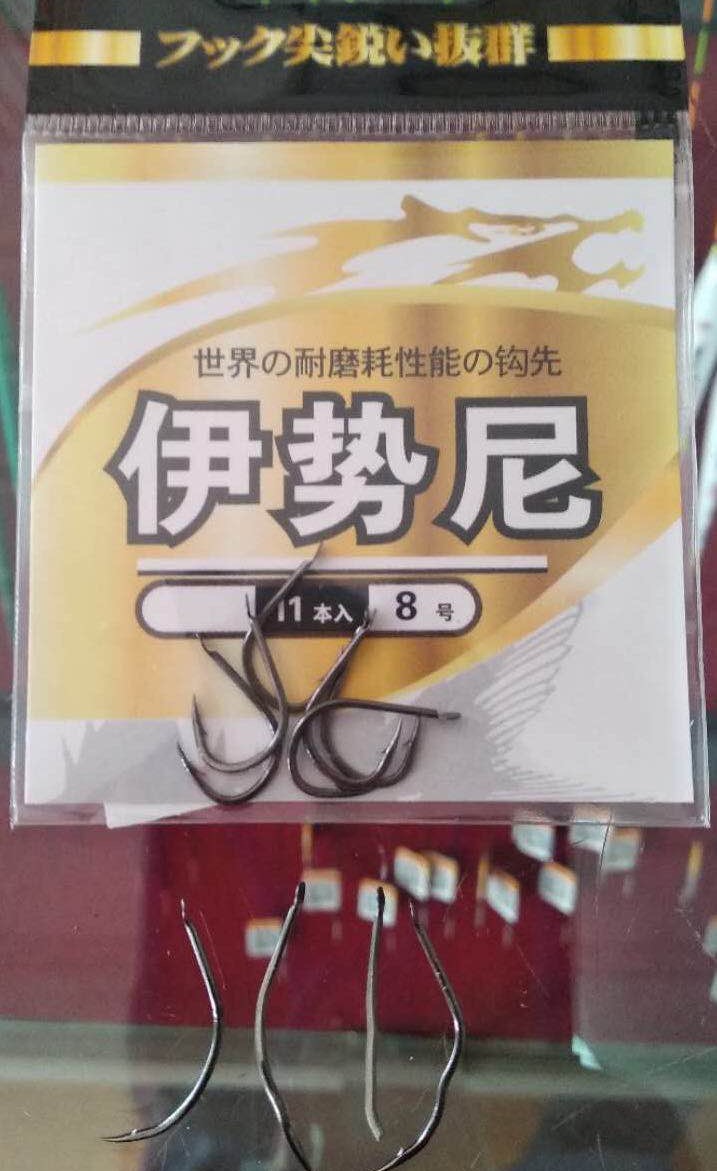 フック尖鋭い抜群
世界の耐磨耗性能の钩先
伊势尼
11本入 8号